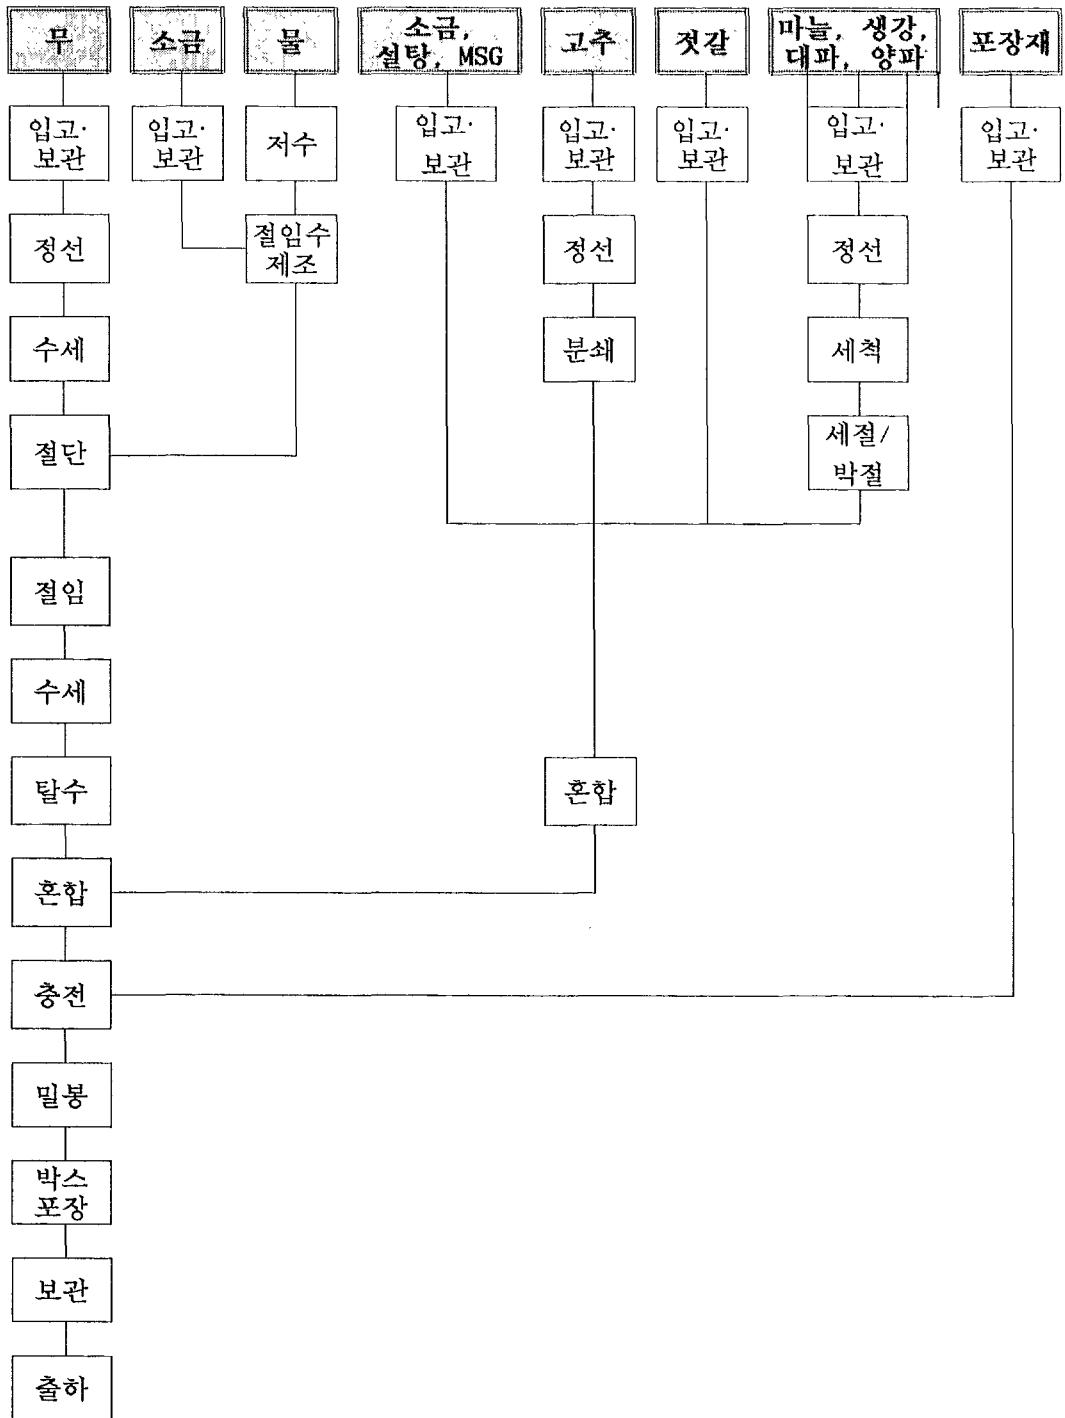 무
소금
물
소금,
설탕, MSG
고추
젓갈
마늘, 생강,
대파, 양파
포장재
입고·
보관
입고·
보관
저수
입고·
보관
입고·
보관
입고·
보관
입고·
보관
입고·
보관
정선
절임수
제조
정선
정선
수세
분쇄
세척
절단
세절/
박절
절임
수세
탈수
혼합
혼합
충전
밀봉
박스
포장
보관
출하